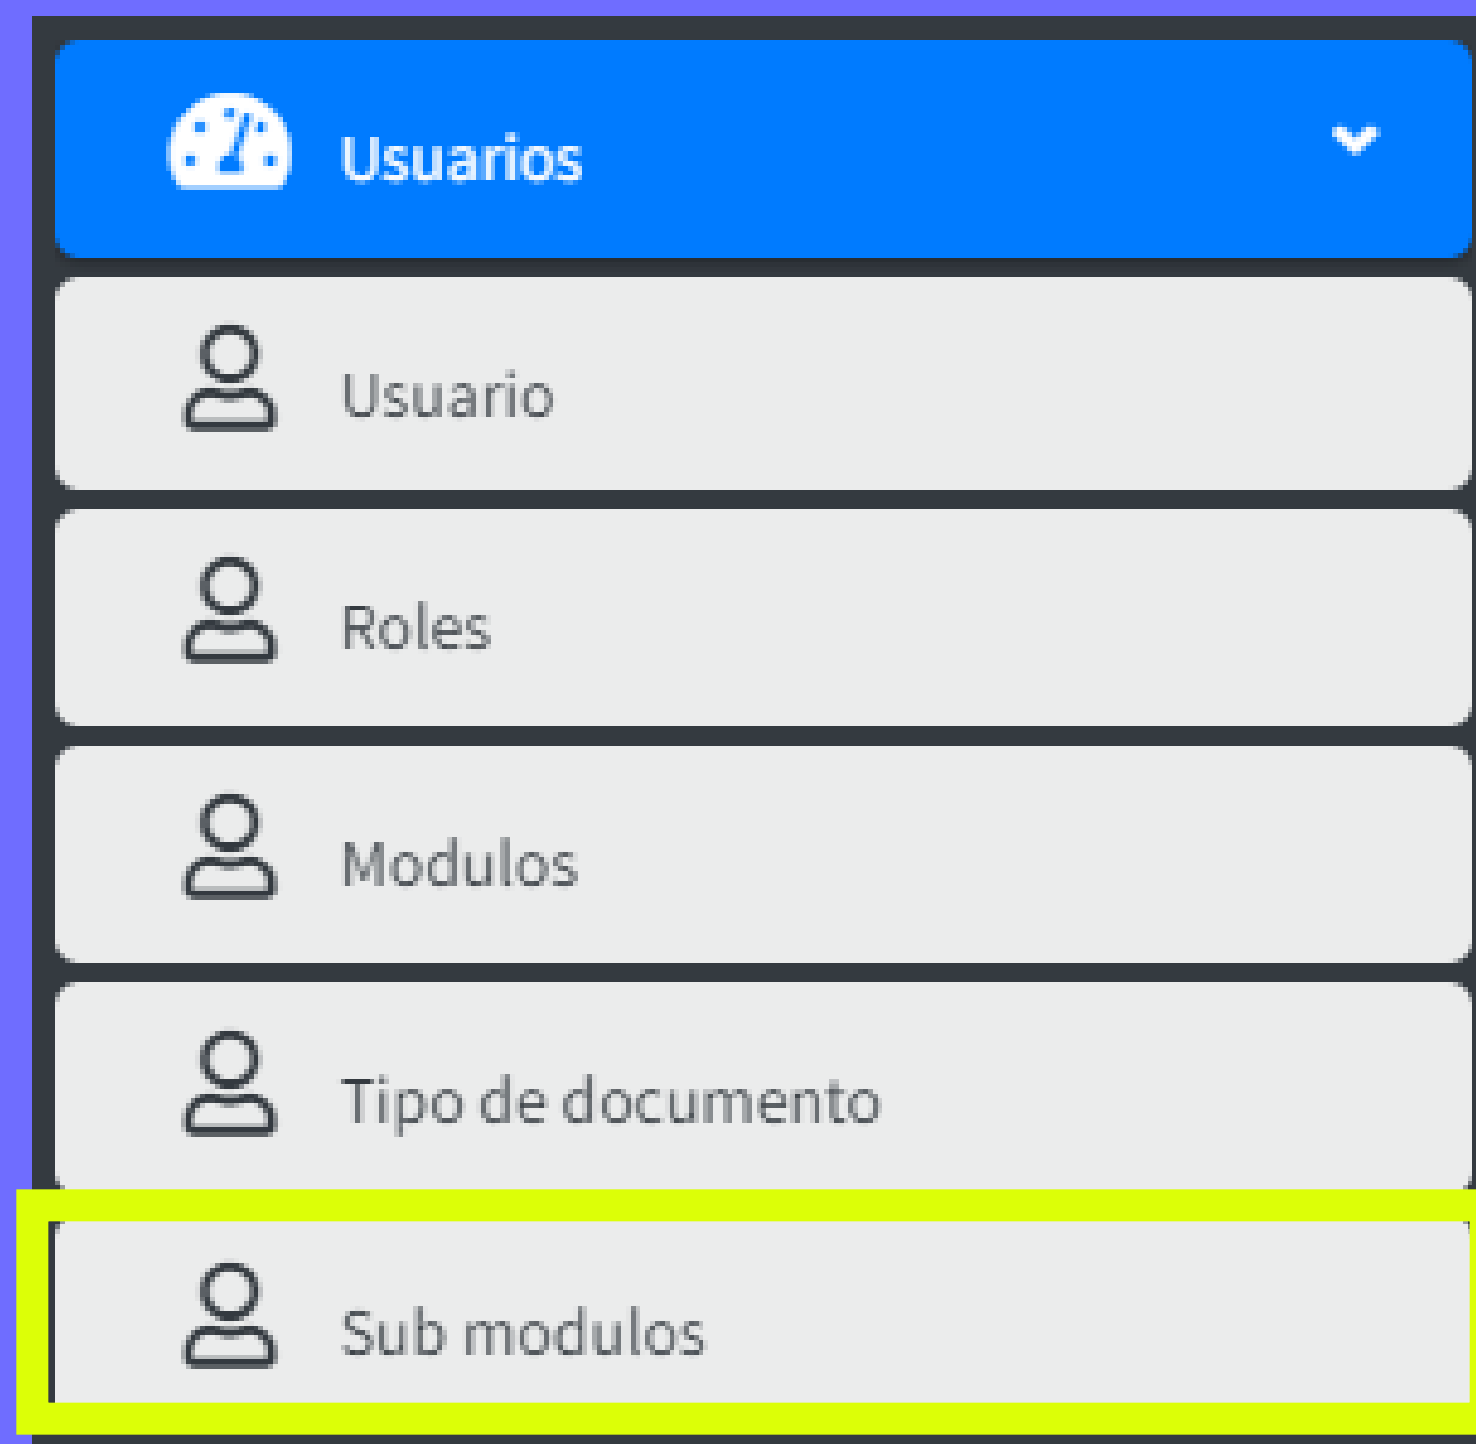 Usuarios
Usuario
Roles
Modulos
Tipo de documento
Sub modulos